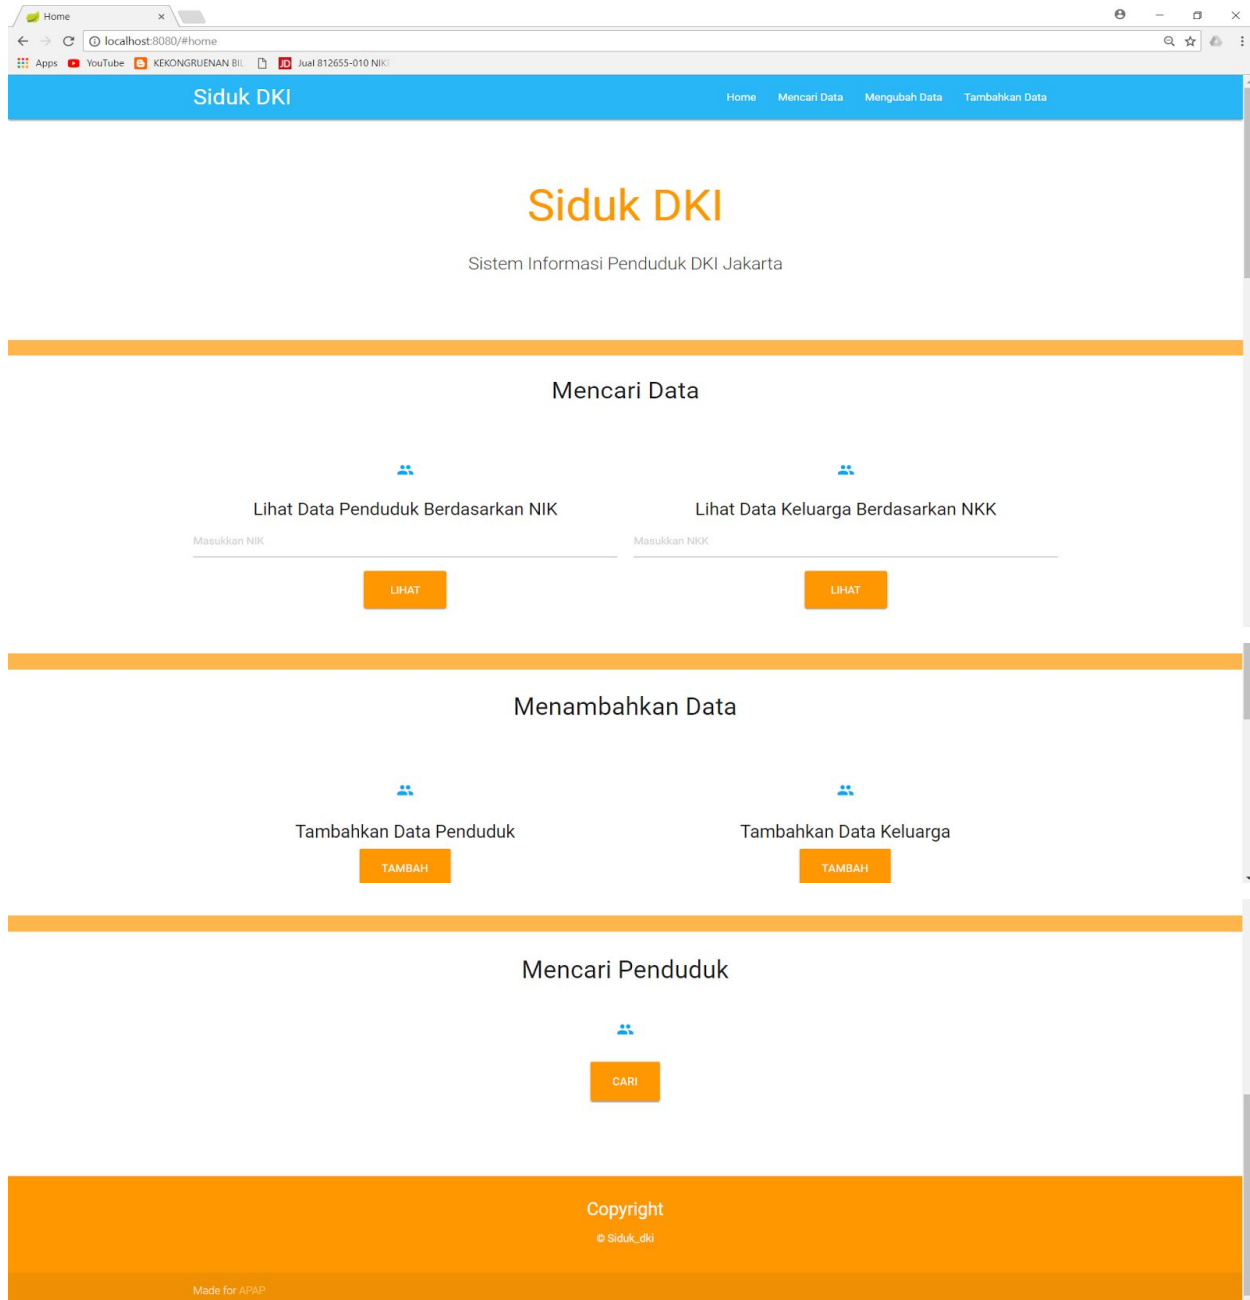 Home
localhost:8080/#home
Apps YouTube KEKONGRUENAN BIL JD Jual 812655-010 NIKE
Siduk DKI Home Mencari Data Mengubah Data Tambahkan Data
Siduk DKI
Sistem Informasi Penduduk DKI Jakarta
Mencari Data
Lihat Data Penduduk Berdasarkan NIK
Masukkan NIK
LIHAT
Lihat Data Keluarga Berdasarkan NKK
Masukkan NKK
LIHAT
Menambahkan Data
Tambahkan Data Penduduk
TAMBAH
Tambahkan Data Keluarga
TAMBAH
Mencari Penduduk
CARI
Copyright
© Siduk_dki
Made for APAP